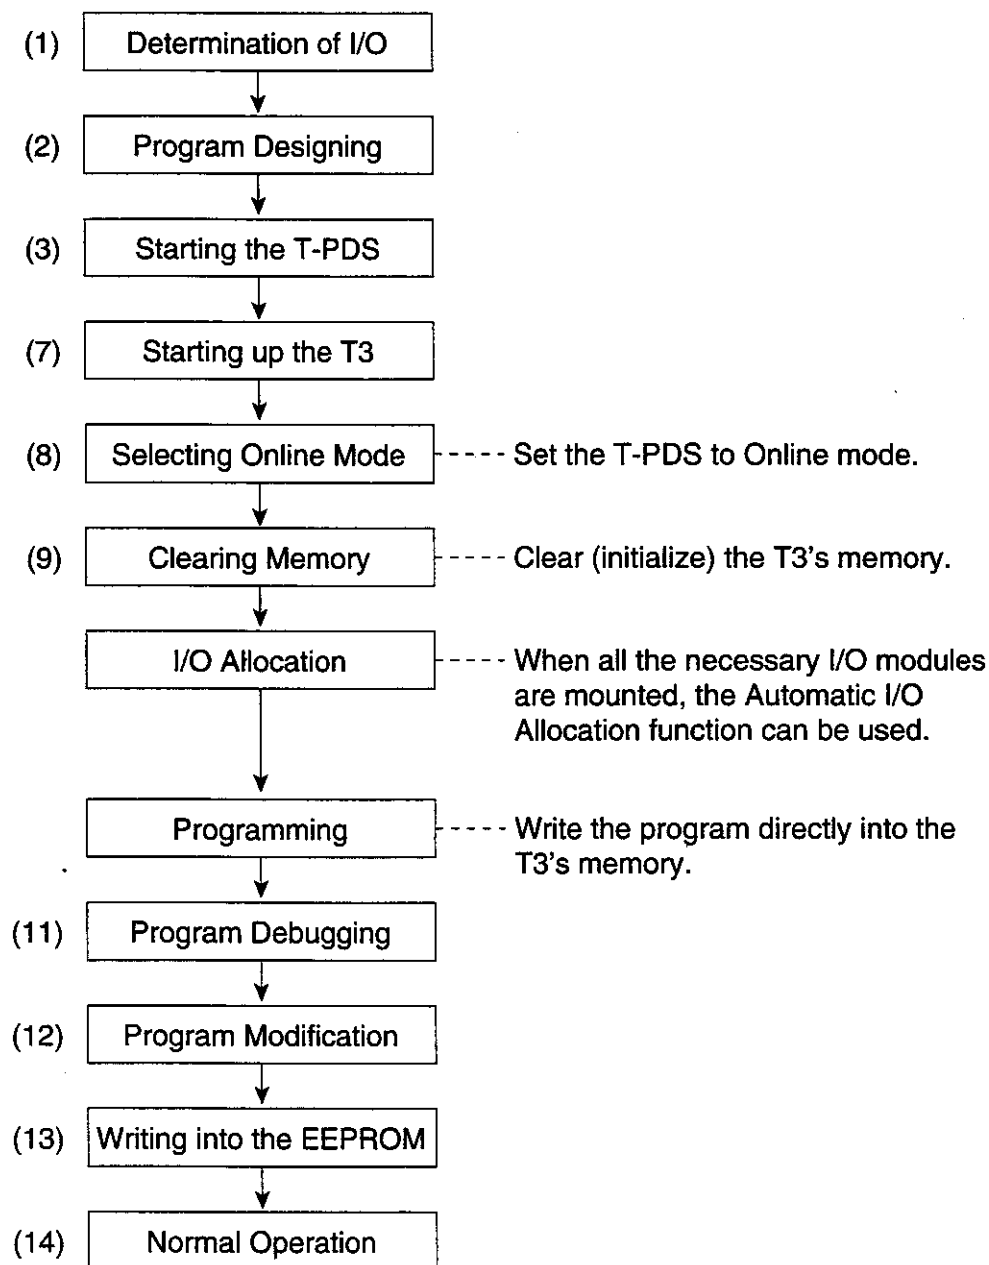 (1) Determination of I/O
(2) Program Designing
(3) Starting the T-PDS
(7) Starting up the T3
(8) Selecting Online Mode ----- Set the T-PDS to Online mode.
(9) Clearing Memory ---- Clear (initialize) the T3's memory.
I/O Allocation ----- When all the necessary I/O modules
are mounted, the Automatic I/O
Allocation function can be used.
Programming ----- Write the program directly into the
T3's memory.
(11) Program Debugging
(12) Program Modification
(13) Writing into the EEPROM
(14) Normal Operation